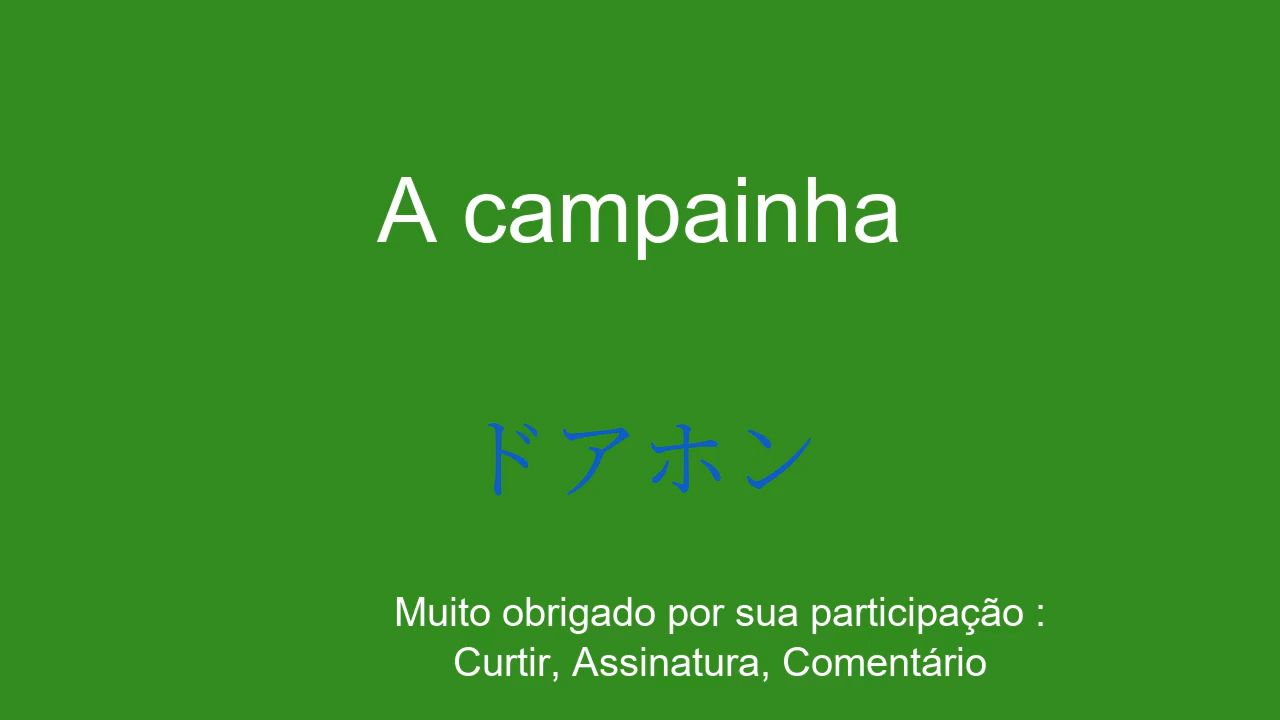 A campainha
ドアホン
Muito obrigado por sua participação :
Curtir, Assinatura, Comentário